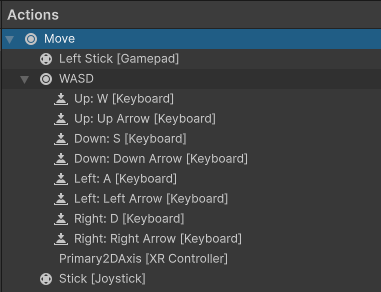 Actions
Move
Left Stick [Gamepad]
WASD
Up: W [Keyboard]
Up: Up Arrow [Keyboard]
Down: S [Keyboard]
Down: Down Arrow [Keyboard]
Left: A [Keyboard]
Left: Left Arrow [Keyboard]
Right: D [Keyboard]
Right: Right Arrow [Keyboard]
Primary2DAxis [XR Controller]
Stick [Joystick]